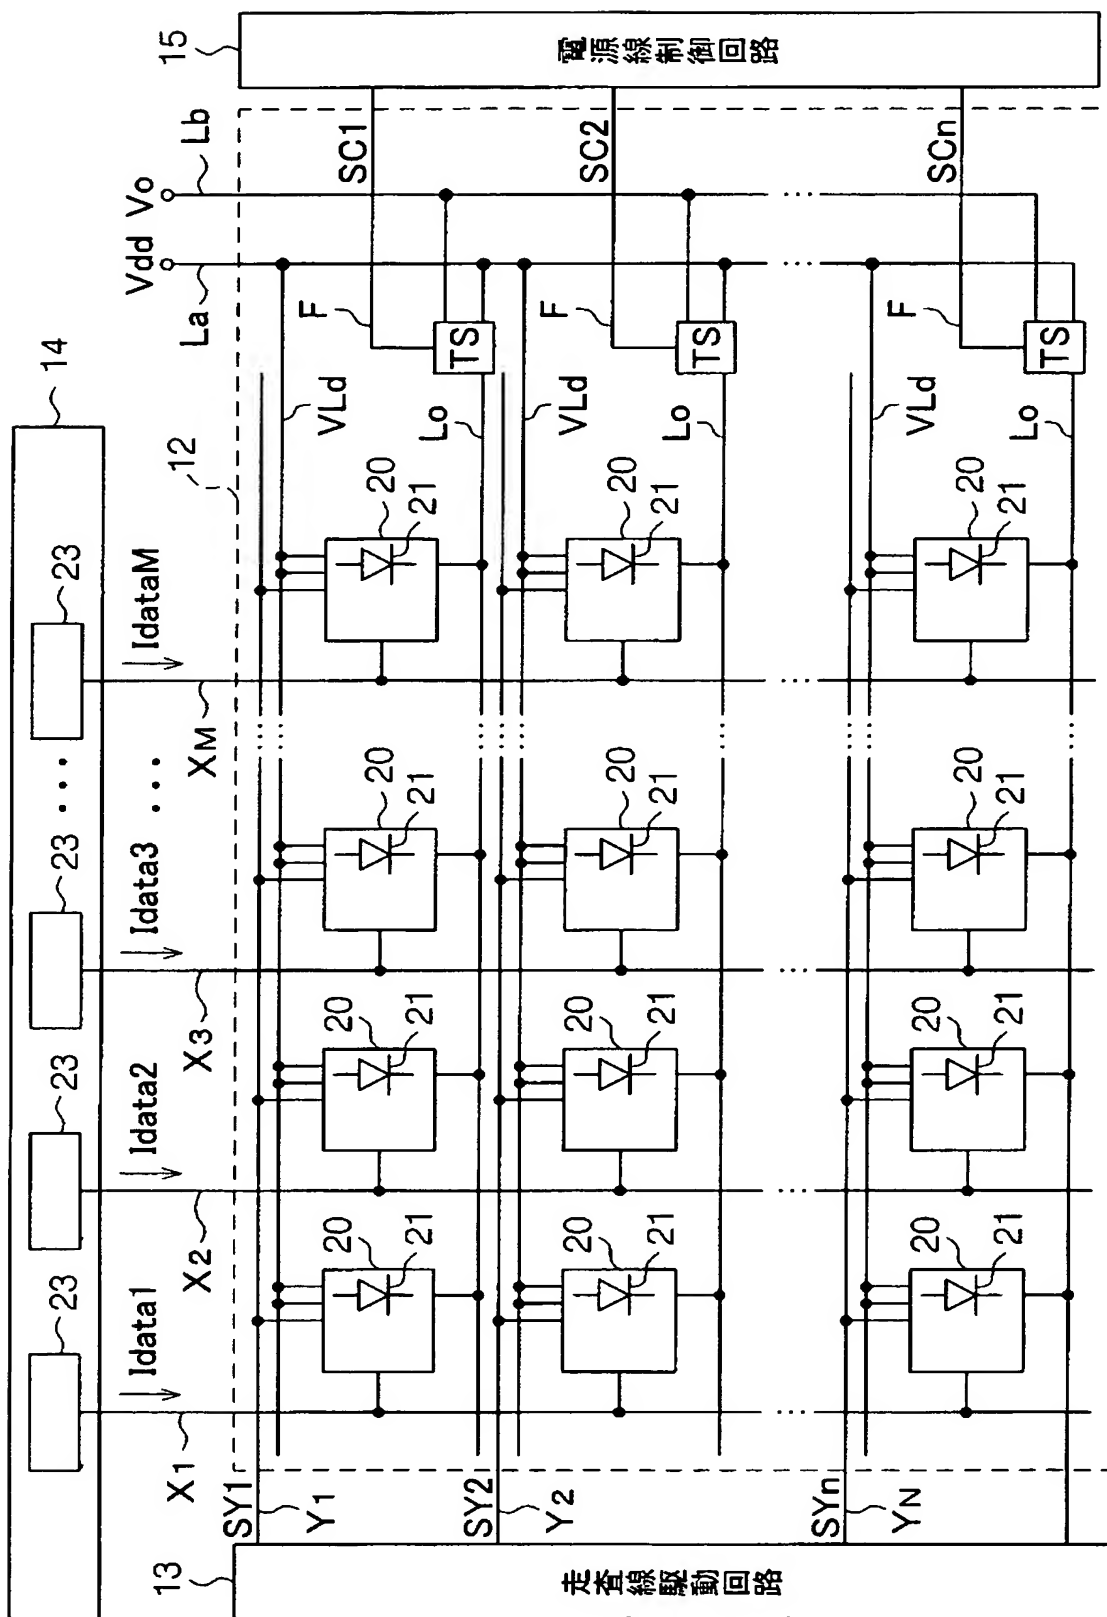 14
23
23
23
23
Idata1
Idata2
Idata3
...
IdataM
X1
X2
X3
XM
12
Vdd
Vo
La
Lb
15
電源線制御回路
13
走査線駆動回路
SY1
Y1
20
21
20
21
20
21
20
21
VLd
Lo
TS
F
SC1
SY2
Y2
20
21
20
21
20
21
20
21
VLd
Lo
TS
F
SC2
SYn
YN
20
21
20
21
20
21
20
21
VLd
Lo
TS
F
SCn